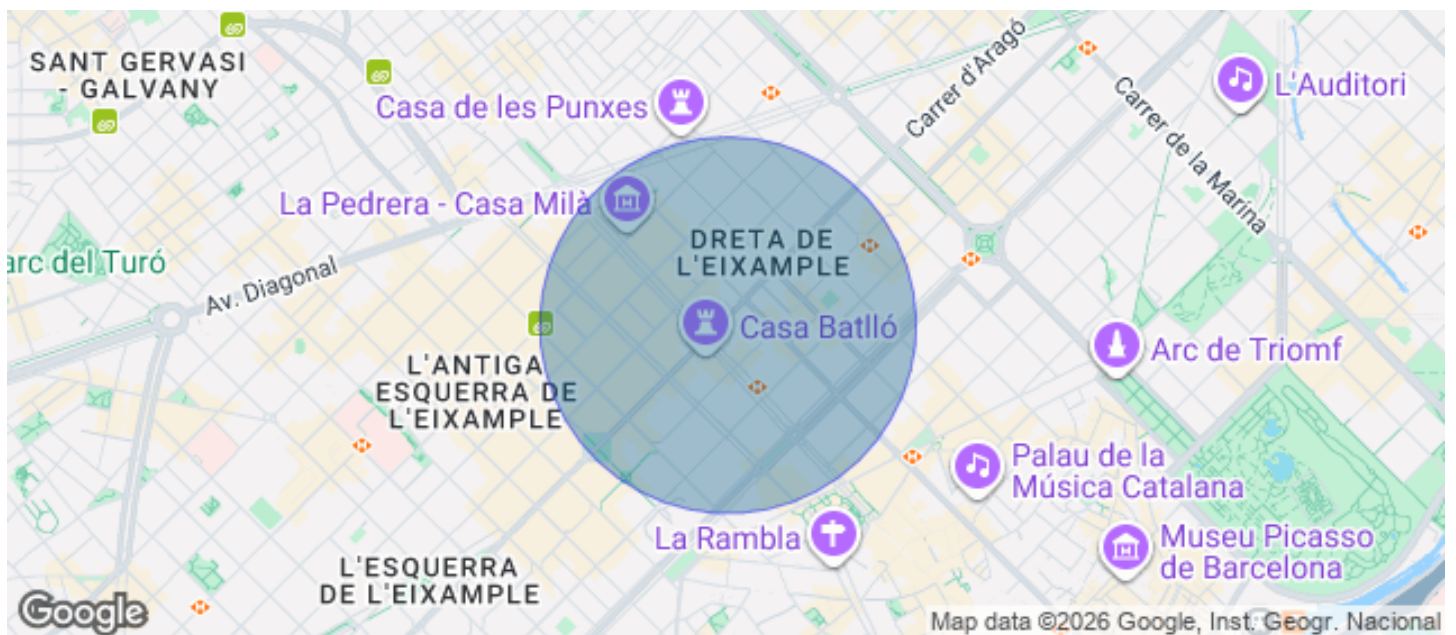 SANT GERVASI
- GALVANY
Casa de les Punxes
Carrer d'Aragó
L'Auditori
Carrer de la Marina
La Pedrera - Casa Milà
DRETA DE
L'EIXAMPLE
arc del Turó
Av. Diagonal
Casa Batlló
Arc de Triomf
L'ANTIGA
ESQUERRA DE
L'EIXAMPLE
Palau de la
Música Catalana
La Rambla
Museu Picasso
de Barcelona
L'ESQUERRA
DE L'EIXAMPLE
Google
Map data ©2026 Google, Inst. Geogr. Nacional